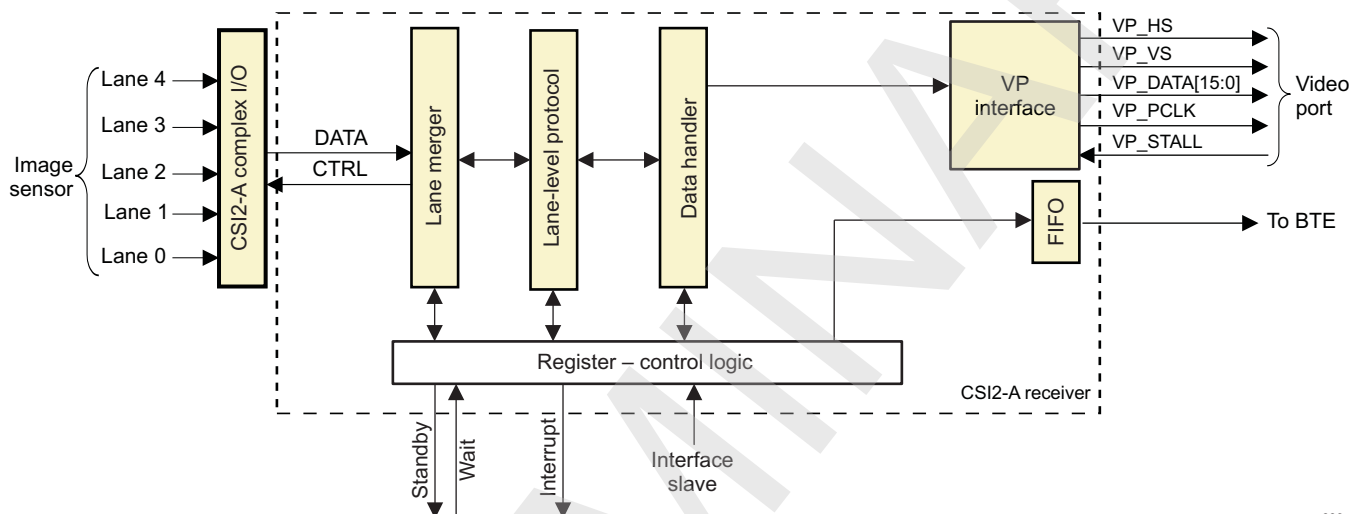 Image
sensor
Lane 4
Lane 3
Lane 2
Lane 1
Lane 0
CSI2-A complex I/O
DATA
CTRL
Lane merger
Lane-level protocol
Data handler
VP
interface
VP_HS
VP_VS
VP_DATA[15:0]
VP_PCLK
VP_STALL
Video
port
FIFO
To BTE
Register – control logic
CSI2-A receiver
Standby
Wait
Interrupt
Interface
slave